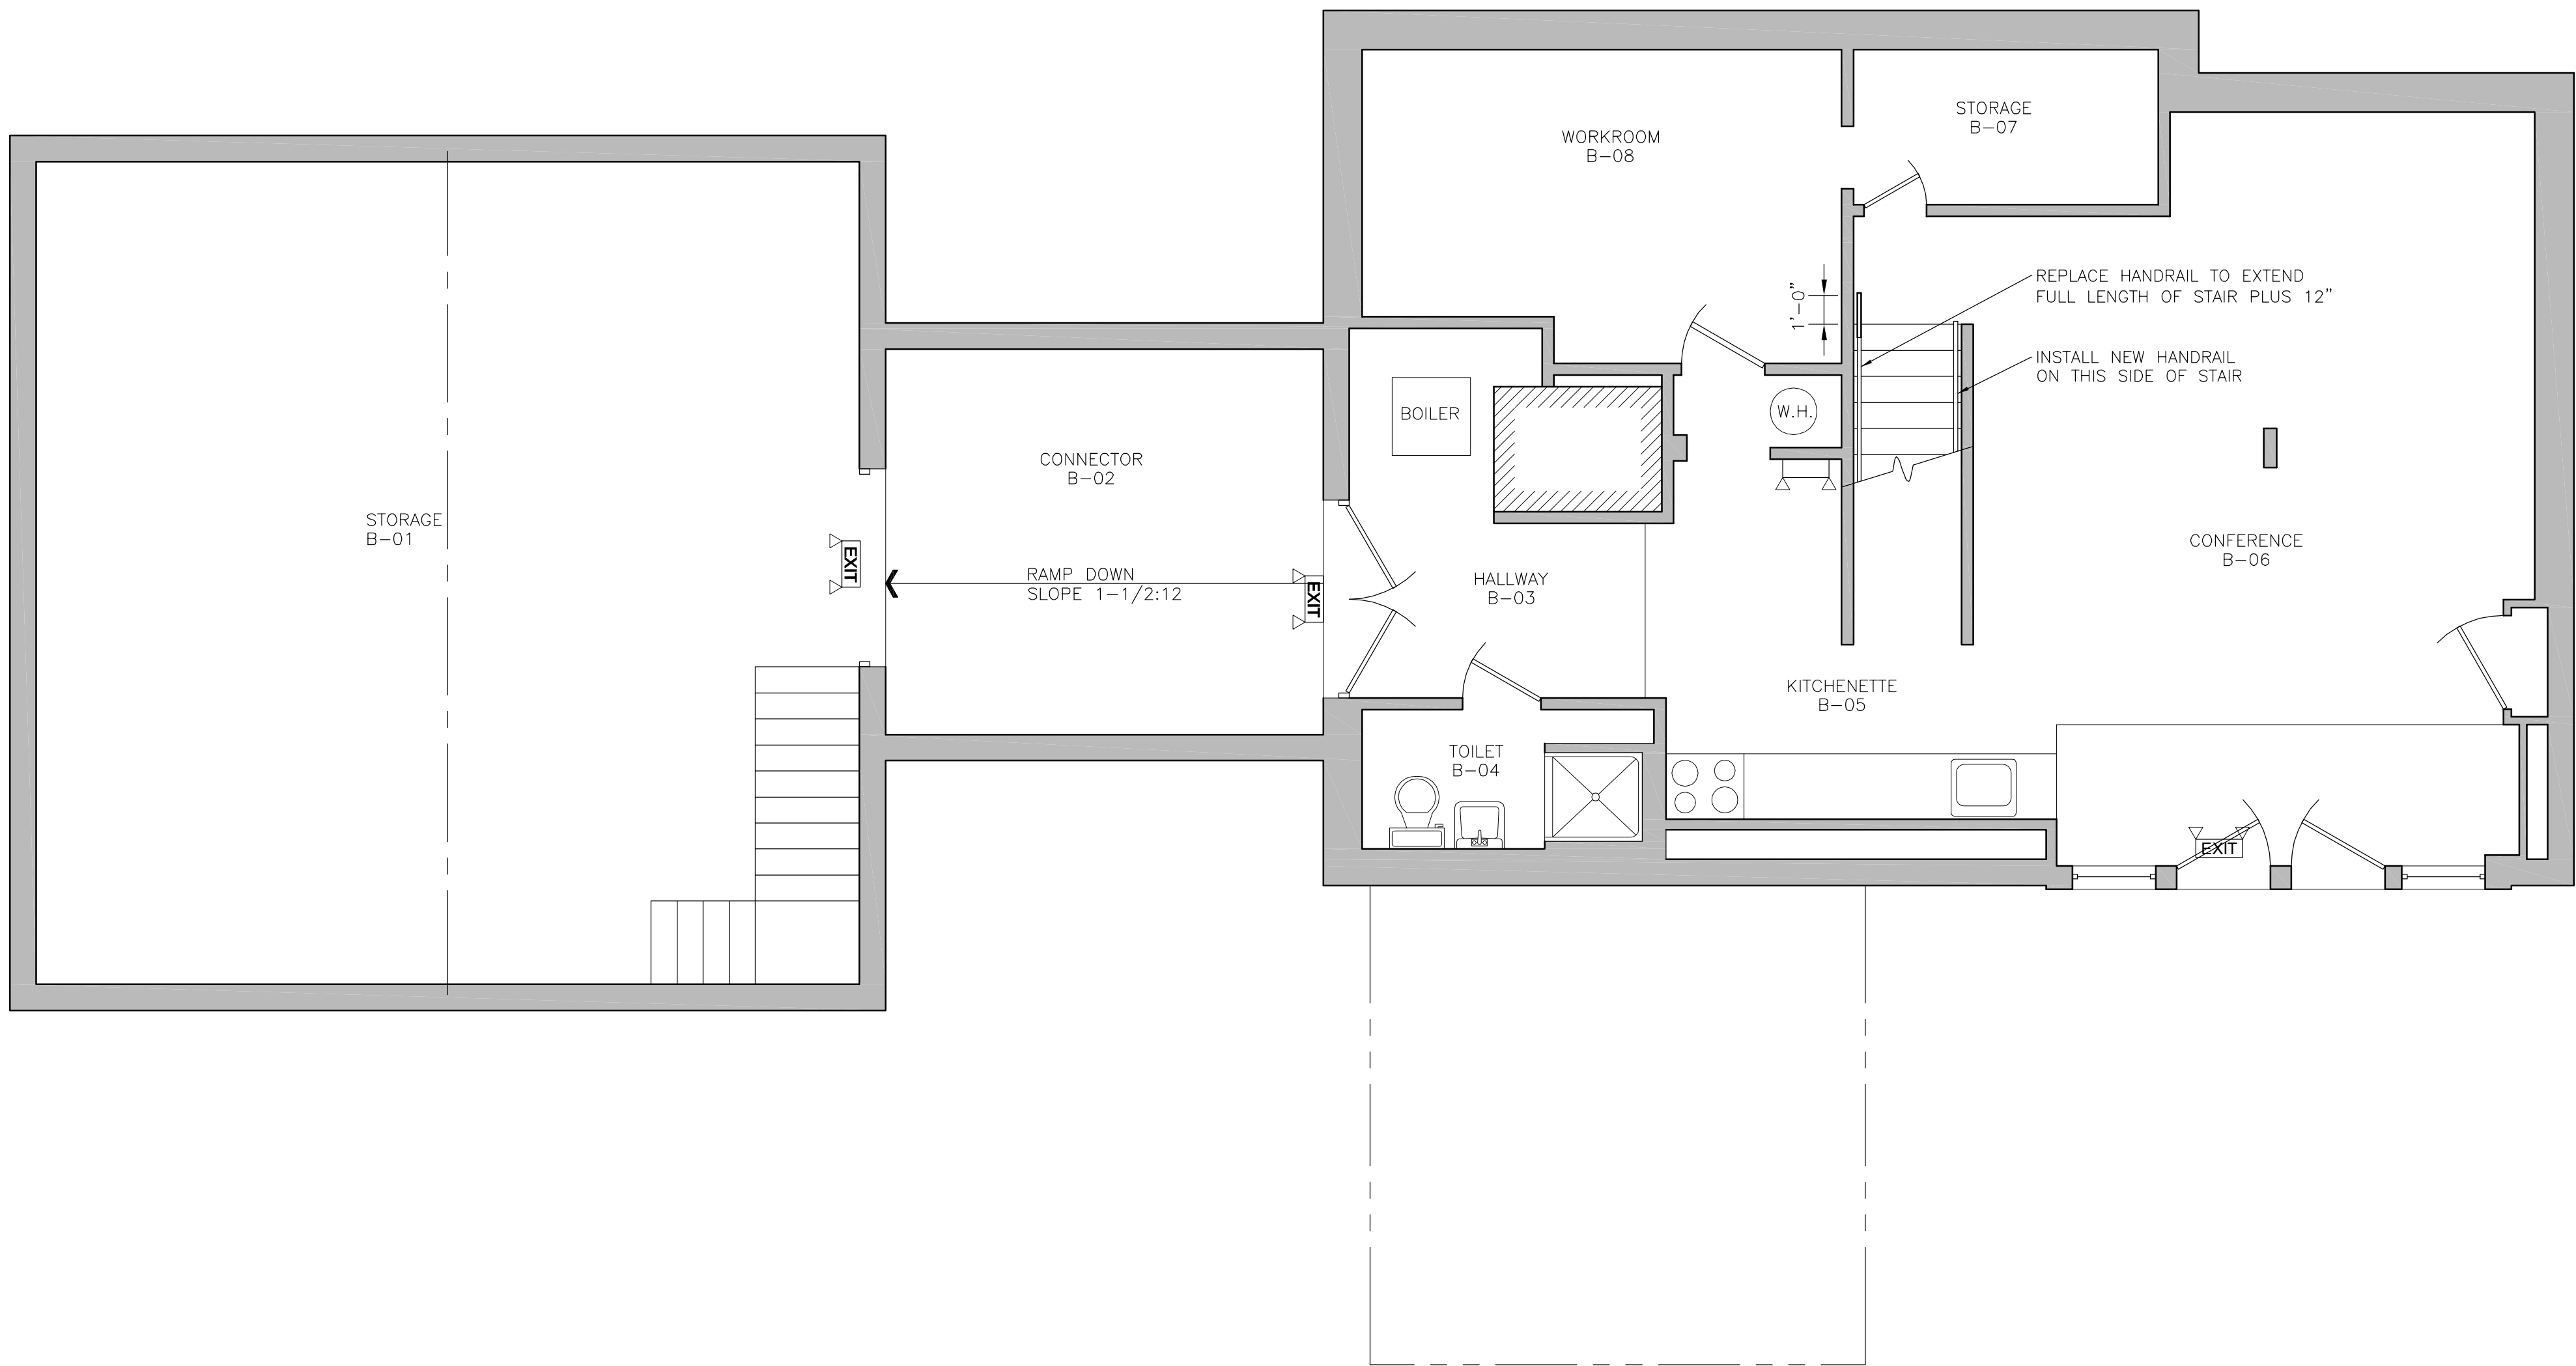 WORKROOM
B-08
STORAGE
B-07
REPLACE HANDRAIL TO EXTEND
FULL LENGTH OF STAIR PLUS 12"
1'-0"
INSTALL NEW HANDRAIL
ON THIS SIDE OF STAIR
BOILER
W.H.
CONNECTOR
B-02
STORAGE
B-01
CONFERENCE
B-06
EXIT
RAMP DOWN
SLOPE 1-1/2:12
EXIT
HALLWAY
B-03
KITCHENETTE
B-05
TOILET
B-04
EXIT